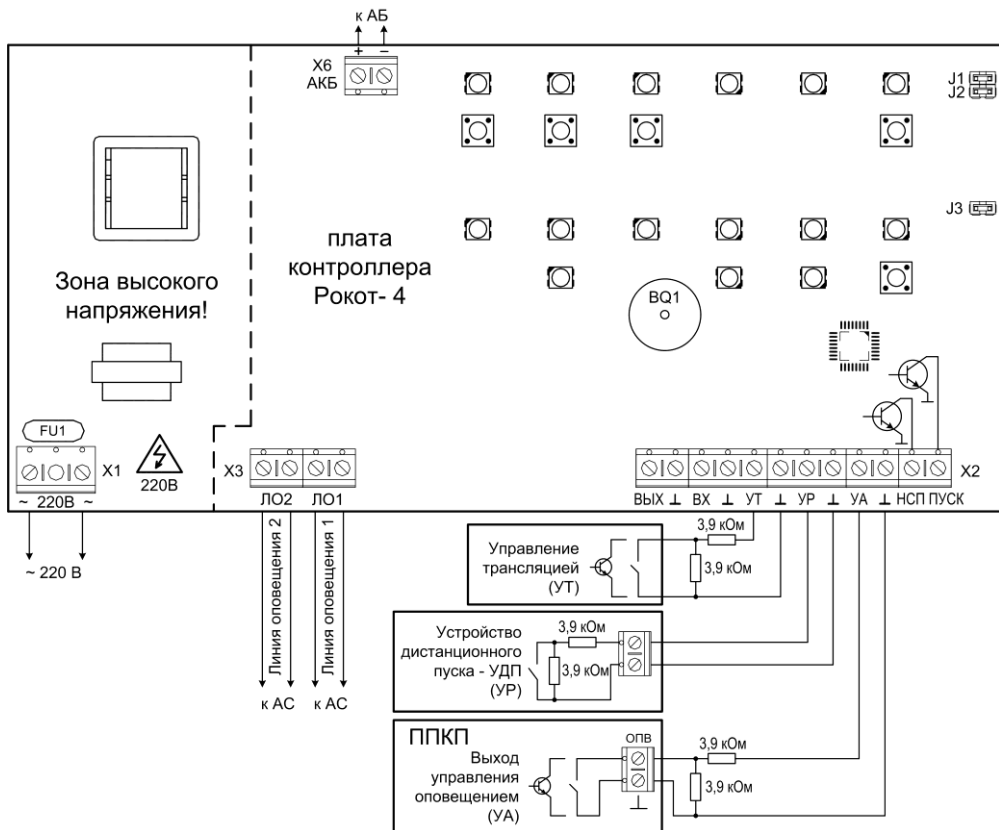 к АБ
+ −
X6
АКБ
J1
J2
J3
плата
контроллера
Рокот- 4
Зона высокого
напряжения!
BQ1
FU1
X1
220В
X3
X2
~ 220В ~
ЛО2 ЛО1
ВЫХ ⊥ ВХ ⊥ УТ ⊥ УР ⊥ УА ⊥ НСП ПУСК
~ 220 В
Линия оповещения 2
Линия оповещения 1
к АС к АС
Управление
трансляцией
(УТ)
3,9 кОм
3,9 кОм
Устройство
дистанционного
пуска - УДП
(УР)
3,9 кОм
3,9 кОм
ППКП
Выход
управления
оповещением
(УА)
ОПВ
⊥
3,9 кОм
3,9 кОм